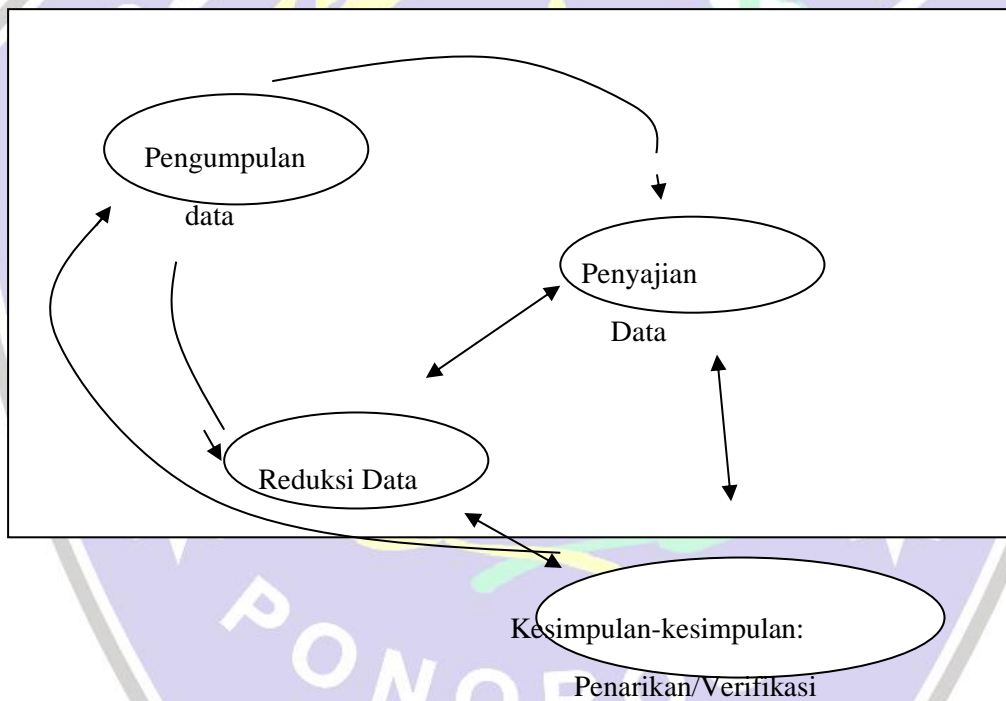 Pengumpulan
data
Penyajian
Data
Reduksi Data
Kesimpulan-kesimpulan:
Penarikan/Verifikasi